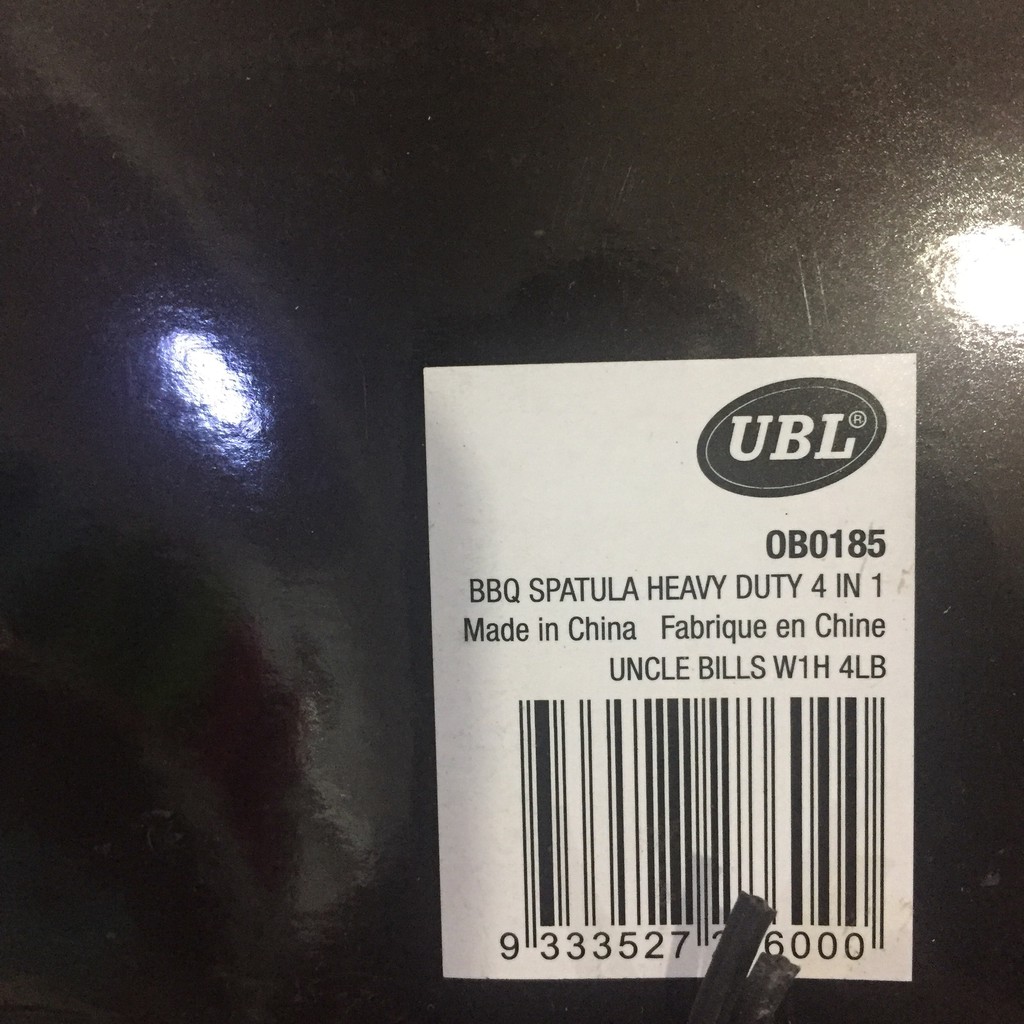 UBL®
OB0185
BBQ SPATULA HEAVY DUTY 4 IN 1
Made in China Fabrique en Chine
UNCLE BILLS W1H 4LB
9 333527 6000